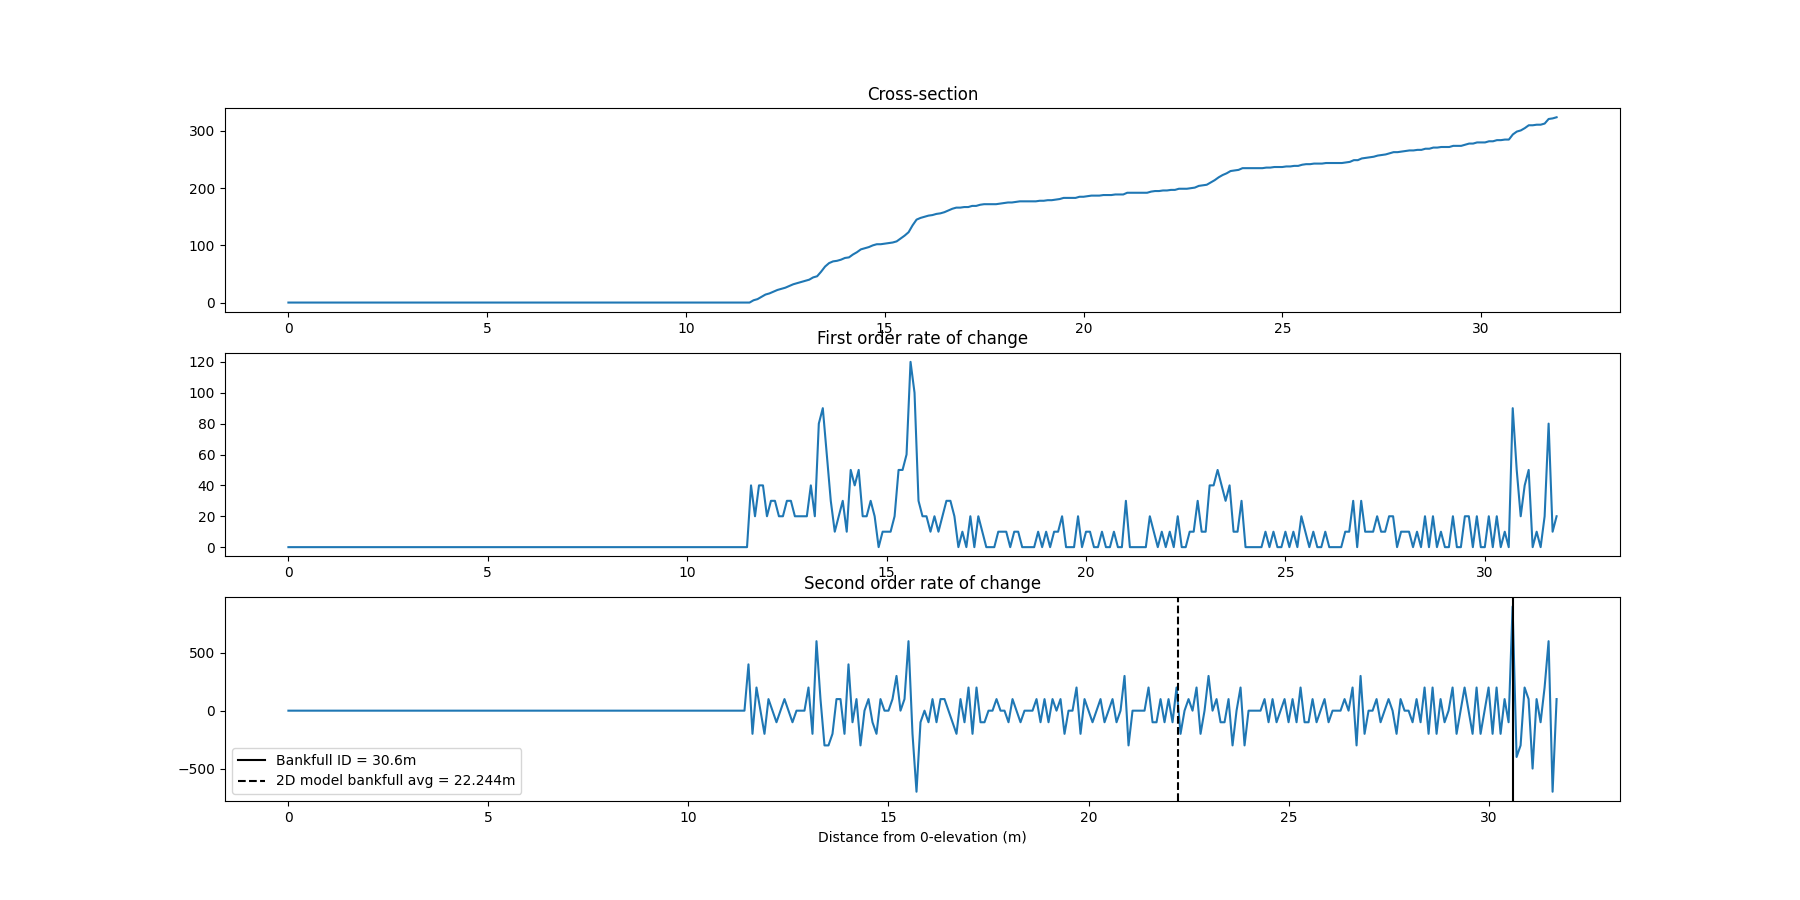 Cross-section
300
200
100
0
0 5 10 15 20 25 30
First order rate of change
120
100
80
60
40
20
0
0 5 10 15 20 25 30
Second order rate of change
500
0
−500
Bankfull ID = 30.6m
2D model bankfull avg = 22.244m
0 5 10 15 20 25 30
Distance from 0-elevation (m)